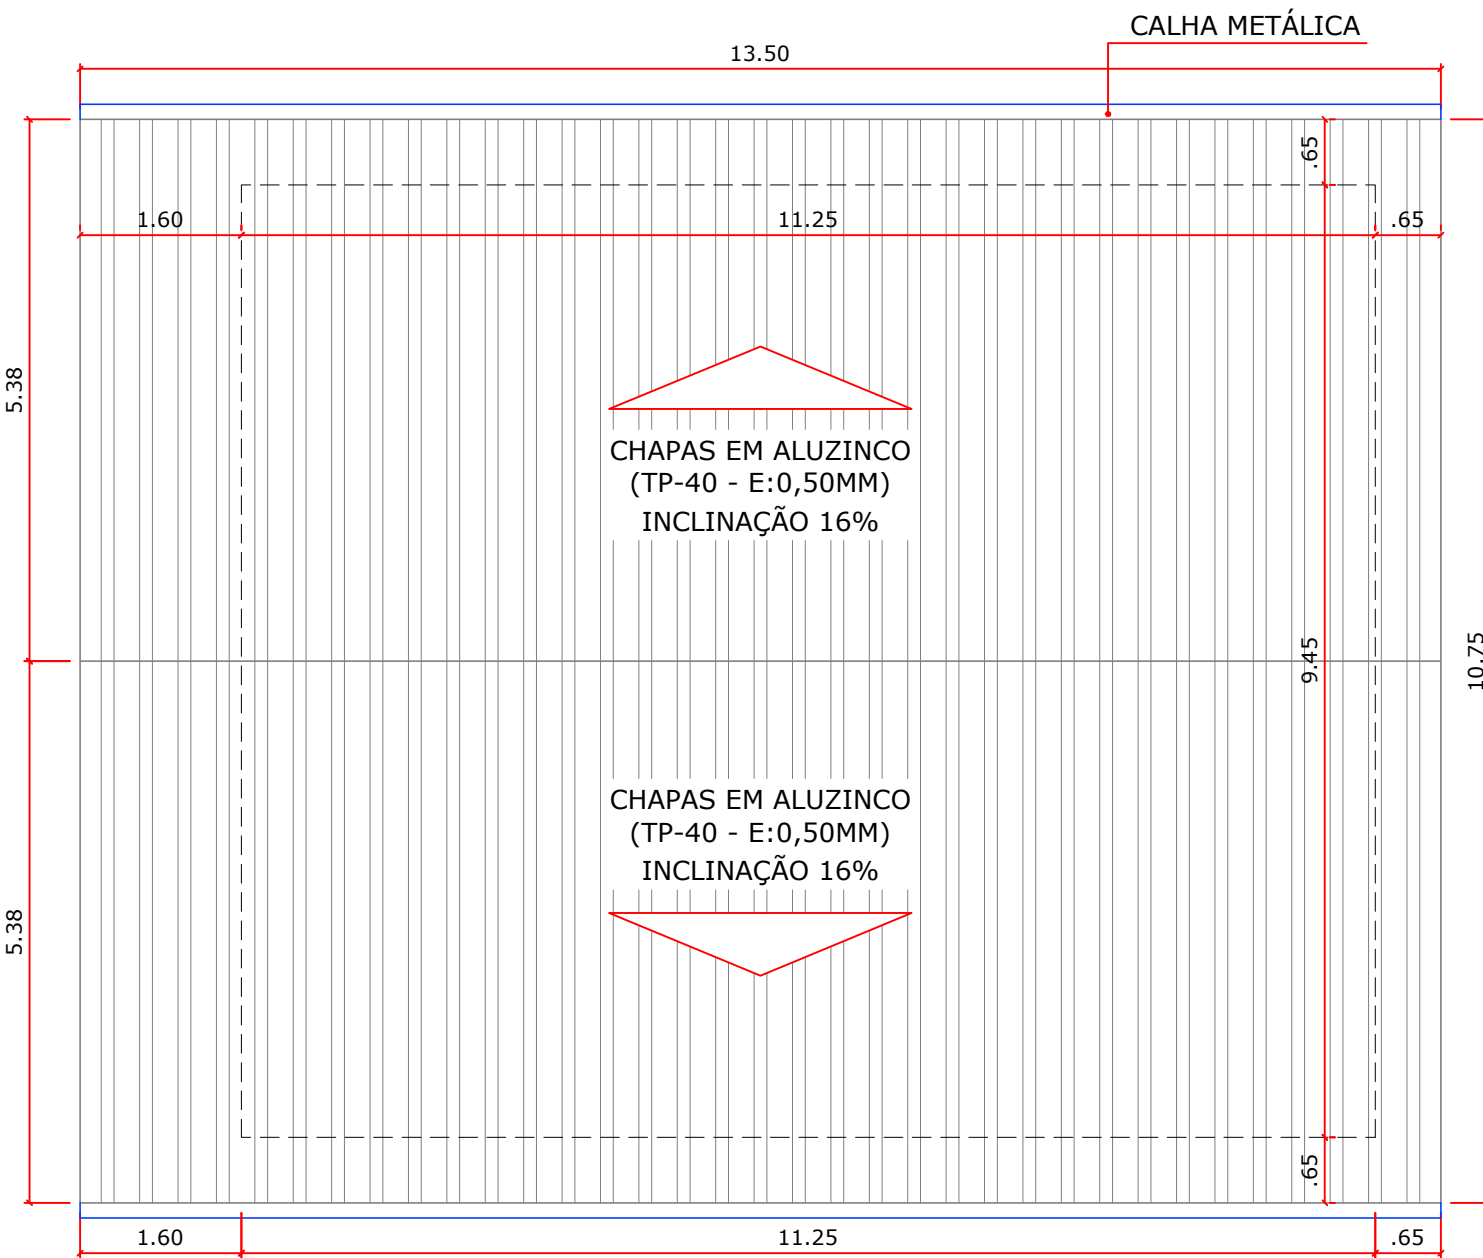 CALHA METÁLICA
13.50
.65
1.60
11.25
.65
5.38
CHAPAS EM ALUZINCO
(TP-40 - E:0,50MM)
INCLINAÇÃO 16%
9.45
10.75
CHAPAS EM ALUZINCO
(TP-40 - E:0,50MM)
INCLINAÇÃO 16%
5.38
.65
1.60
11.25
.65